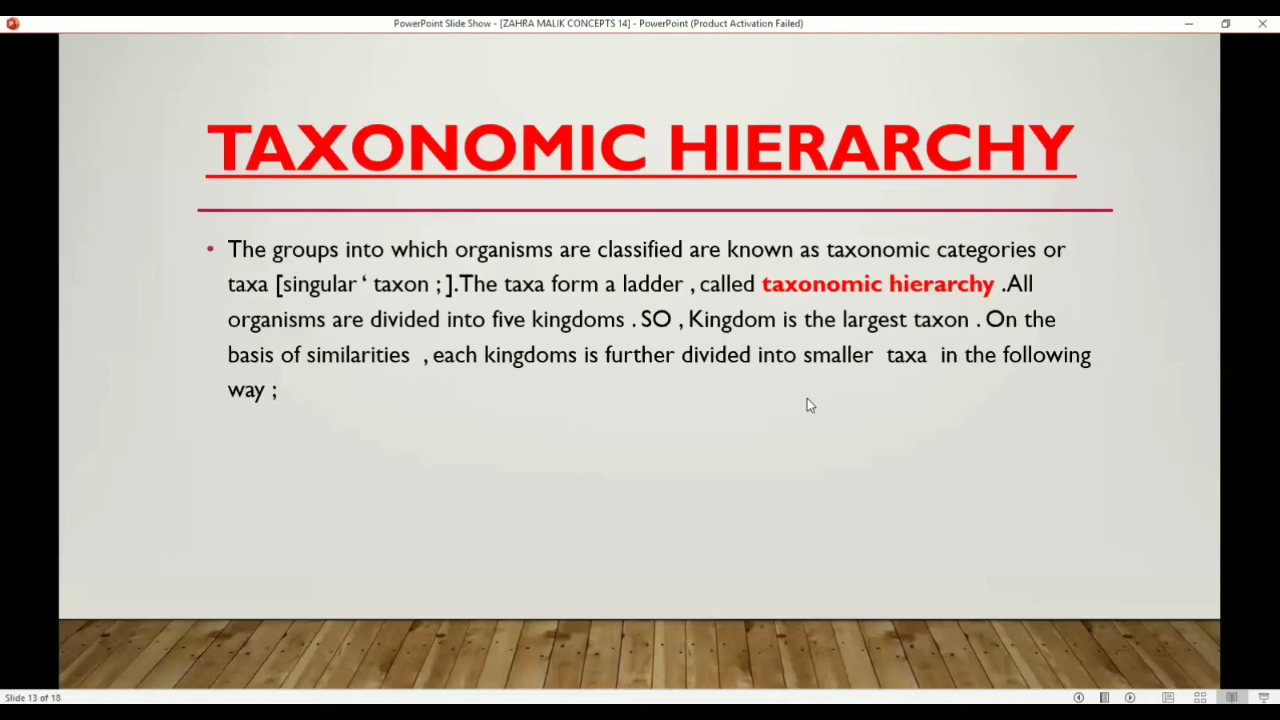 PowerPoint Slide Show - [ZAHRA MALIK CONCEPTS 14] - PowerPoint (Product Activation Failed)
TAXONOMIC HIERARCHY
• The groups into which organisms are classified are known as taxonomic categories or
taxa [singular ‘ taxon ; ].The taxa form a ladder , called taxonomic hierarchy .All
organisms are divided into five kingdoms . SO , Kingdom is the largest taxon . On the
basis of similarities , each kingdoms is further divided into smaller taxa in the following
way ;
Slide 13 of 18